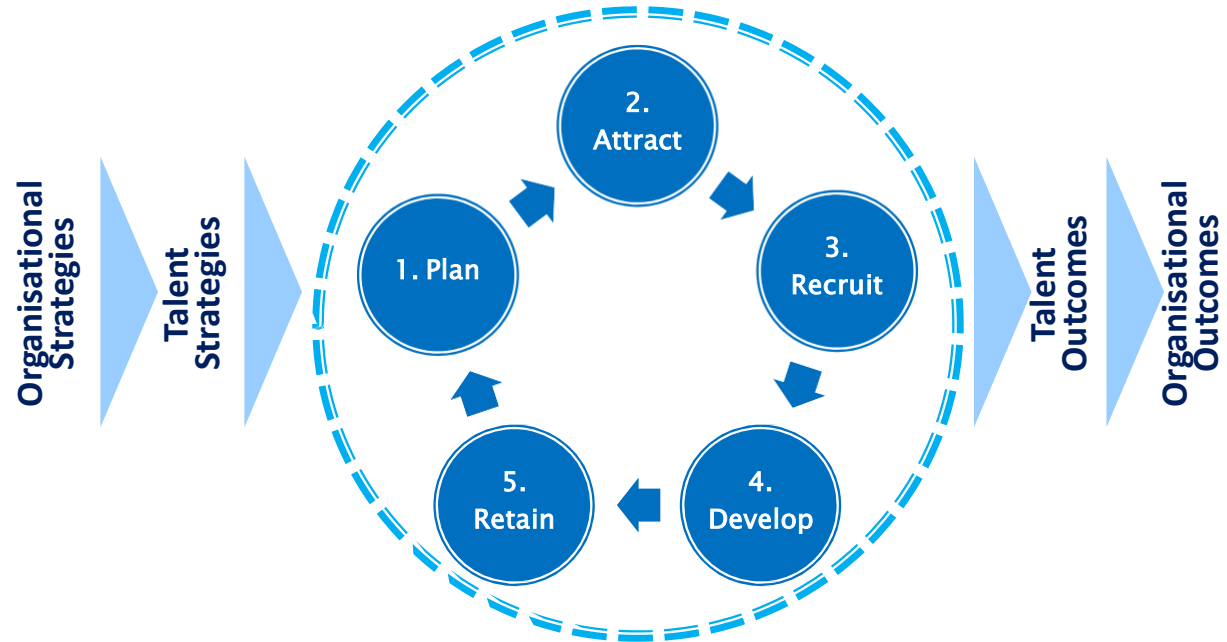 Organisational
Strategies
Talent
Strategies
1. Plan
2.
Attract
3.
Recruit
4.
Develop
5.
Retain
Talent
Outcomes
Organisational
Outcomes